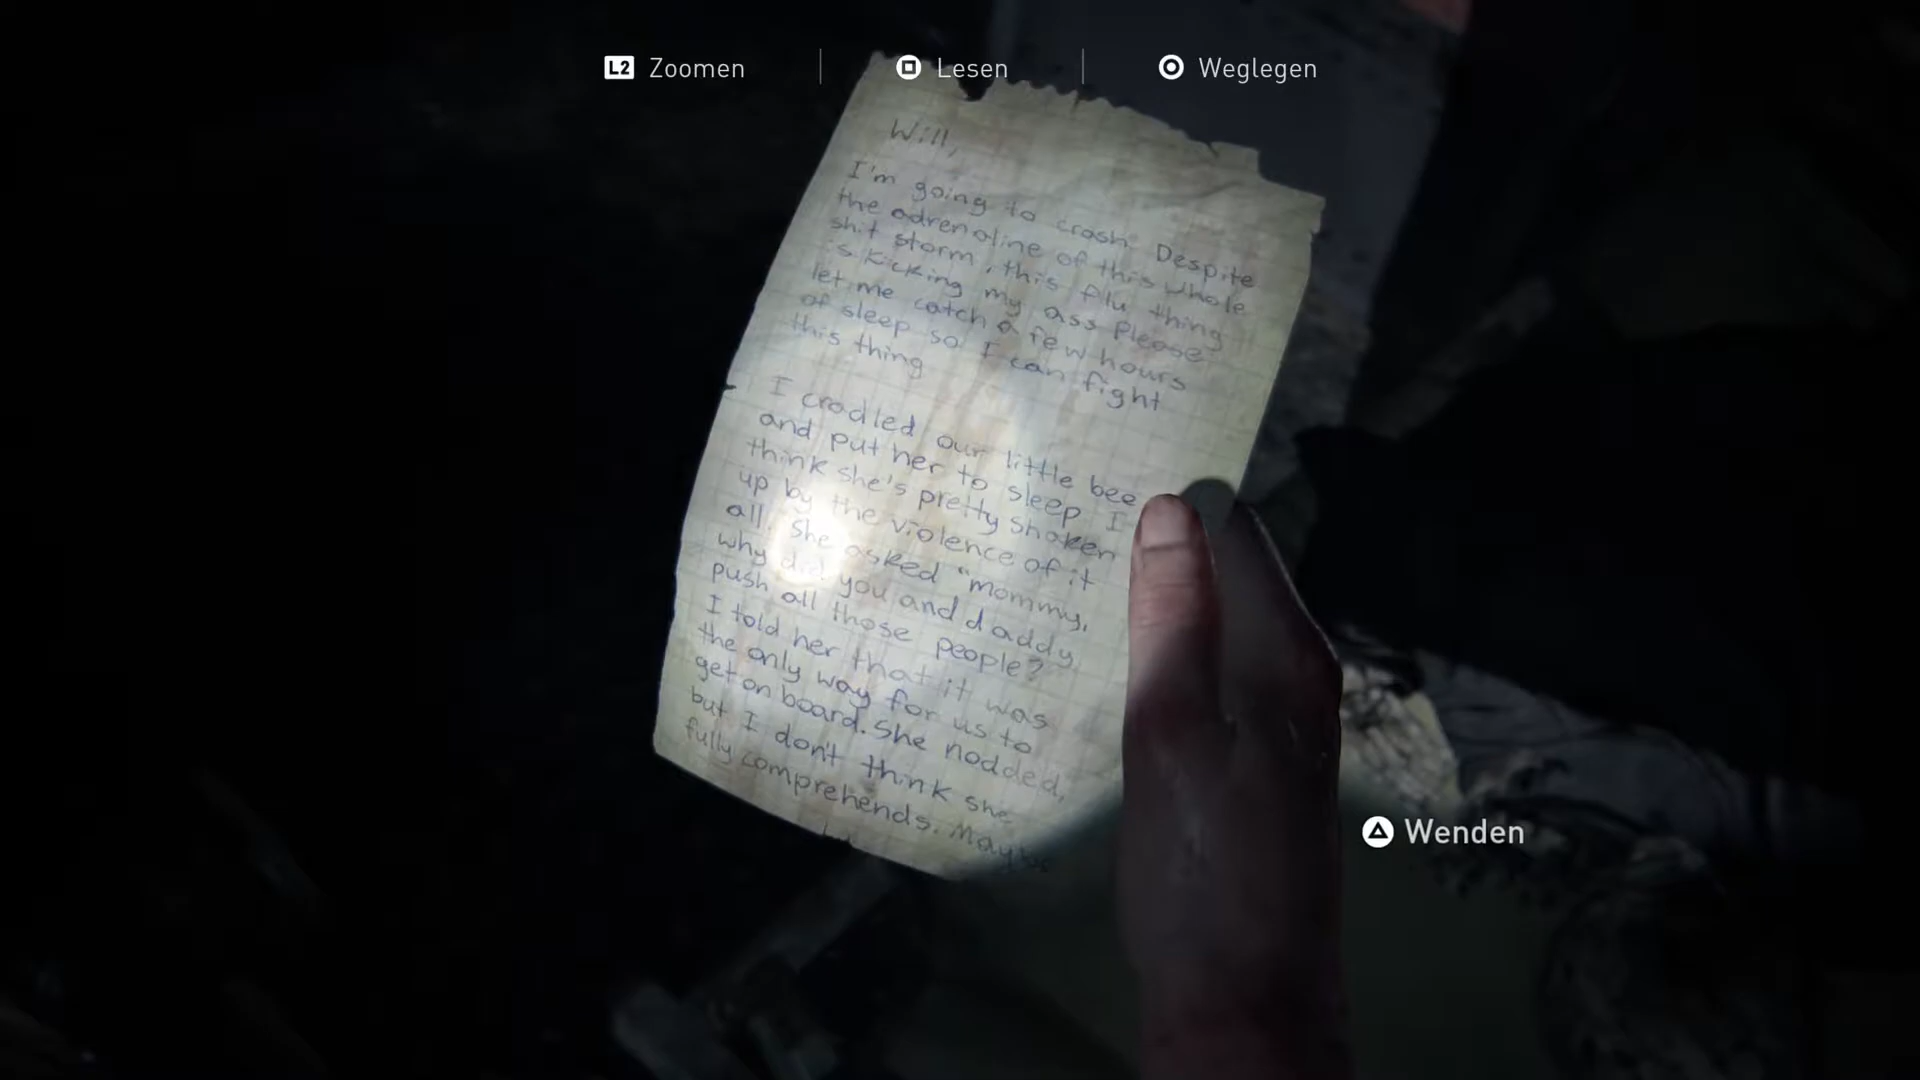 L2 Zoomen
Lesen
Weglegen
Will,
I'm going to crash. Despite
the adrenaline of this whole
shit storm, this flu thing
is kicking my ass Please
let me catch a few hours
of sleep so I can fight
this thing
I cradled our little bee
and put her to sleep I
think she's pretty shaken
up by the violence of it
all. She asked "mommy,
why did you and daddy
push all those people?
I told her that it was
the only way for us to
get on board. She nodded,
but I don't think she
fully comprehends. Maybe
Wenden